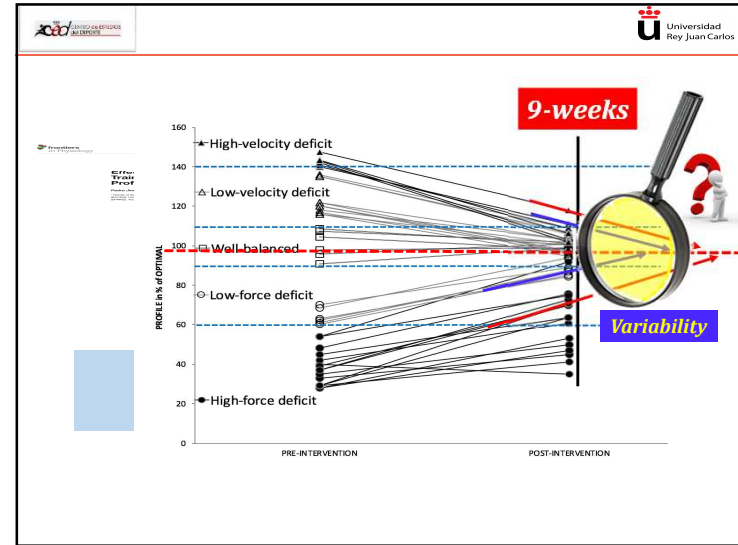 CENTRO de ESTUDIOS
del DEPORTE
Universidad
Rey Juan Carlos
9-weeks
frontiers
in Physiology
160
140
120
100
80
60
40
20
0
PROFILE in % of OPTIMAL
High-velocity deficit
Low-velocity deficit
Well-balanced
Low-force deficit
High-force deficit
?
Variability
PRE-INTERVENTION
POST-INTERVENTION